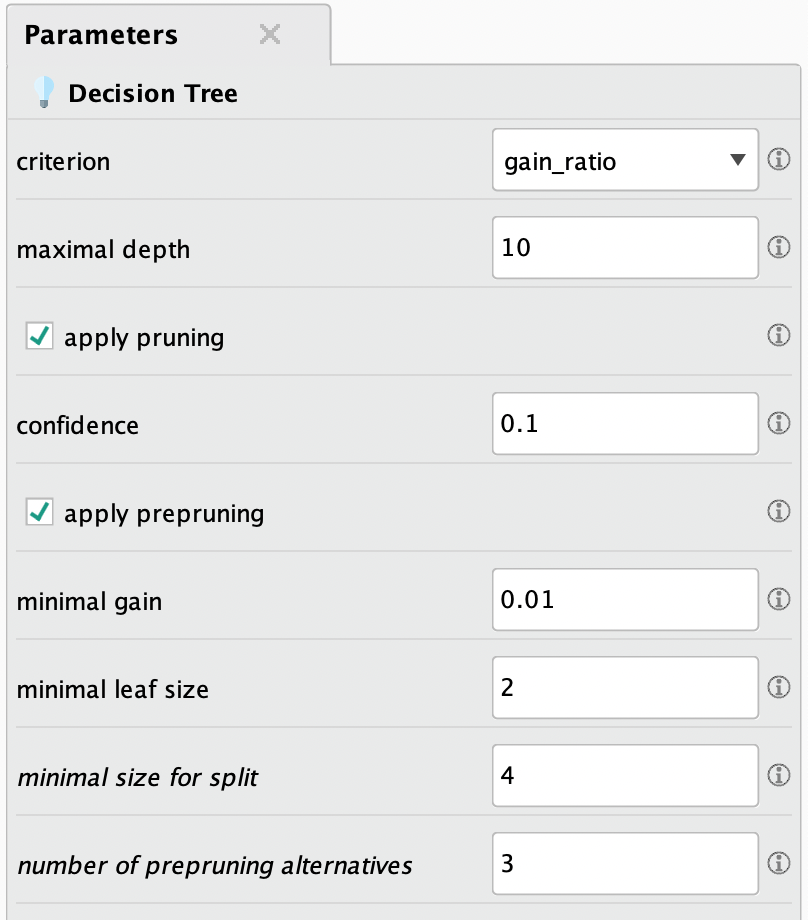 Parameters
Decision Tree
criterion gain_ratio
maximal depth 10
apply pruning
confidence 0.1
apply prepruning
minimal gain 0.01
minimal leaf size 2
minimal size for split 4
number of prepruning alternatives 3